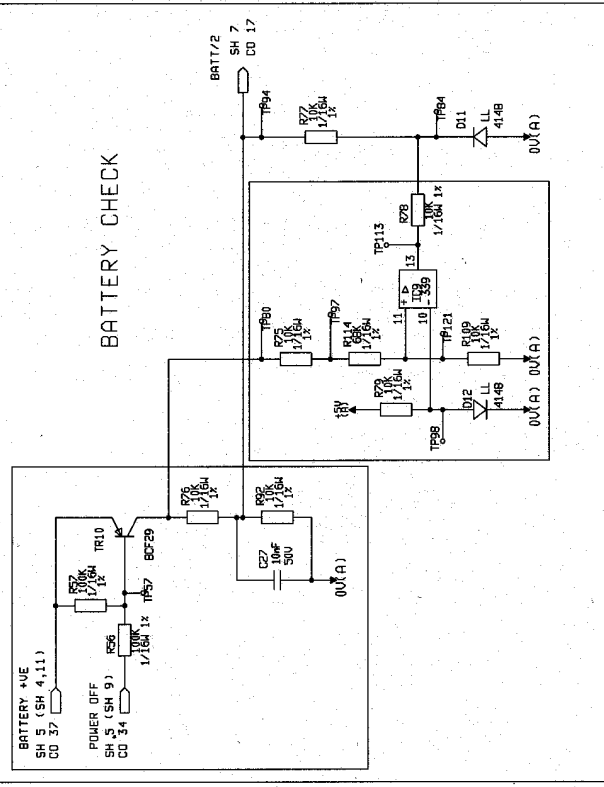 BATTERY CHECK
BATTERY +VE
SH 5 (SH 4,11)
CO 37
POWER OFF
SH 5 (SH 9)
CO 34
R57
100K
1/16W
1%
R56
100K
1/16W 1%
TP57
TR10
BCF29
R76
10K
1/16W
1%
R92
10K
1/16W
1%
C27
10nF
50V
0V(A)
BATT/2
SH 7
CO 17
TP94
R77
10K
1/16W
1%
TP84
D11
LL
4148
0V(A)
TP80
R75
10K
1/16W
1%
TP97
R114
68K
1/16W
1%
TP121
R109
10K
1/16W
1%
0V(A)
+5V
(A)
R79
10K
1/16W
1%
TP98
D12
LL
4148
0V(A)
11
+
10
-
IC9
339
13
TP113
R78
10K
1/16W 1%